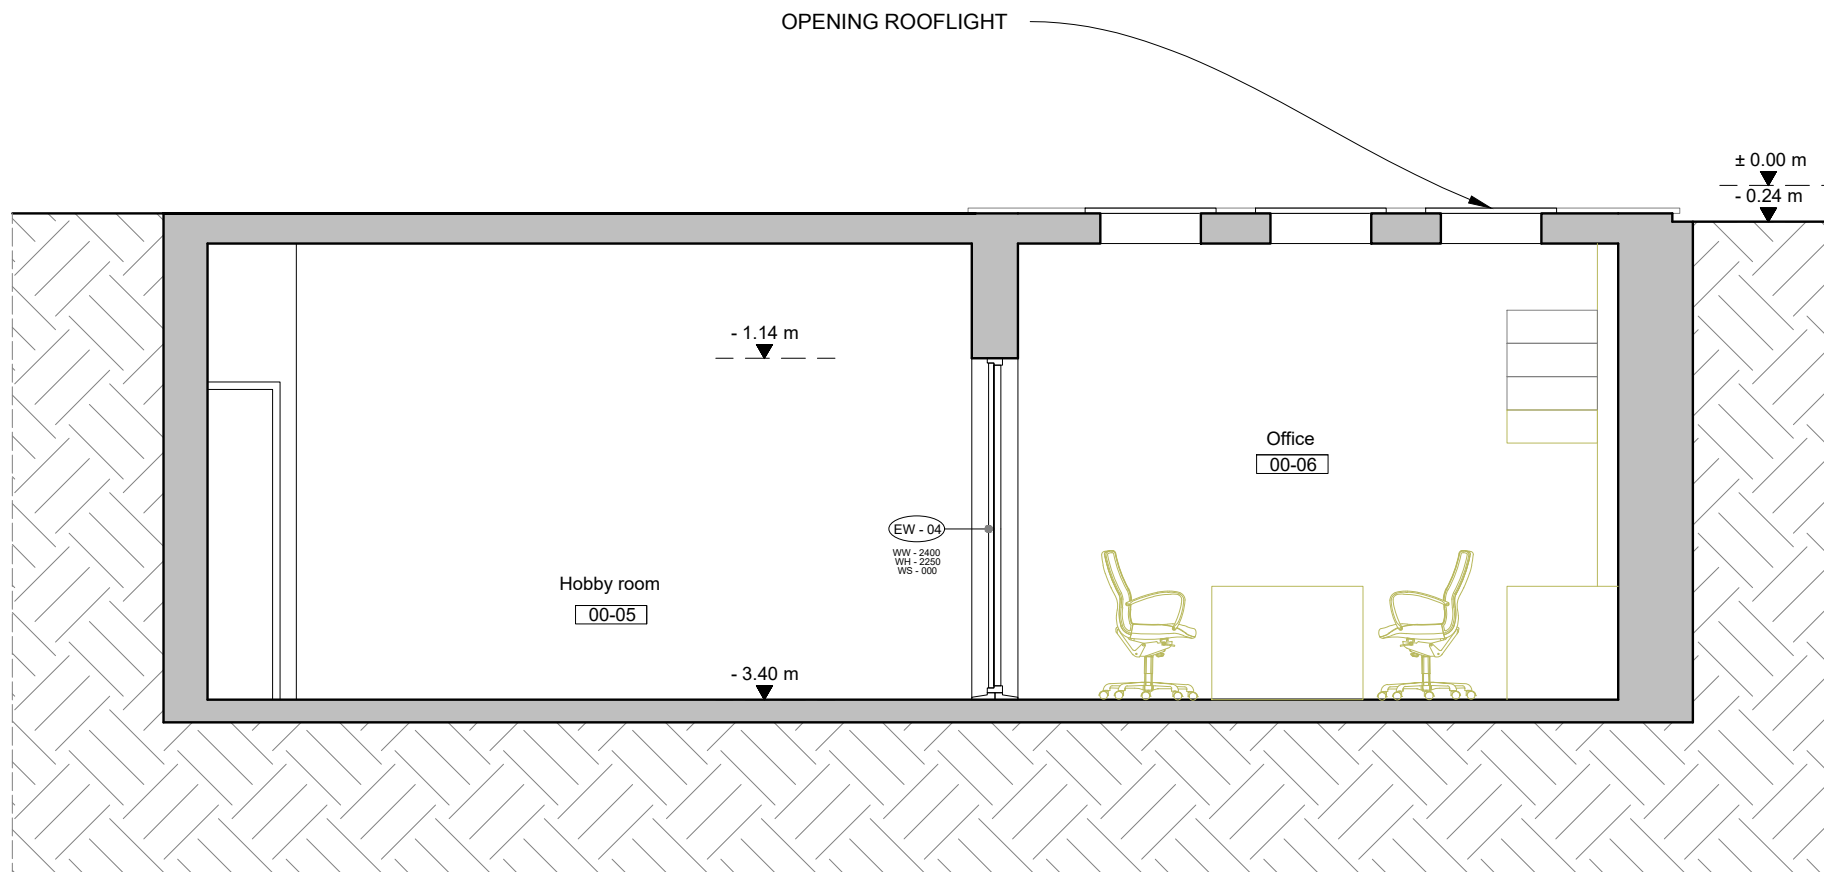 OPENING ROOFLIGHT
± 0.00 m
- 0.24 m
- 1.14 m
Office
00-06
EW - 04
WW - 2400
WH - 2250
WS - 000
Hobby room
00-05
- 3.40 m